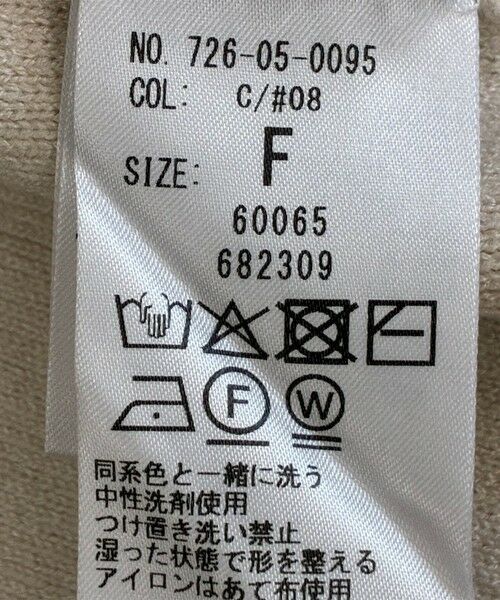 NO. 726-05-0095
COL: C/#08
SIZE: F
60065
682309
F W
同系色と一緒に洗う
中性洗剤使用
つけ置き洗い禁止
湿った状態で形を整える
アイロンはあて布使用